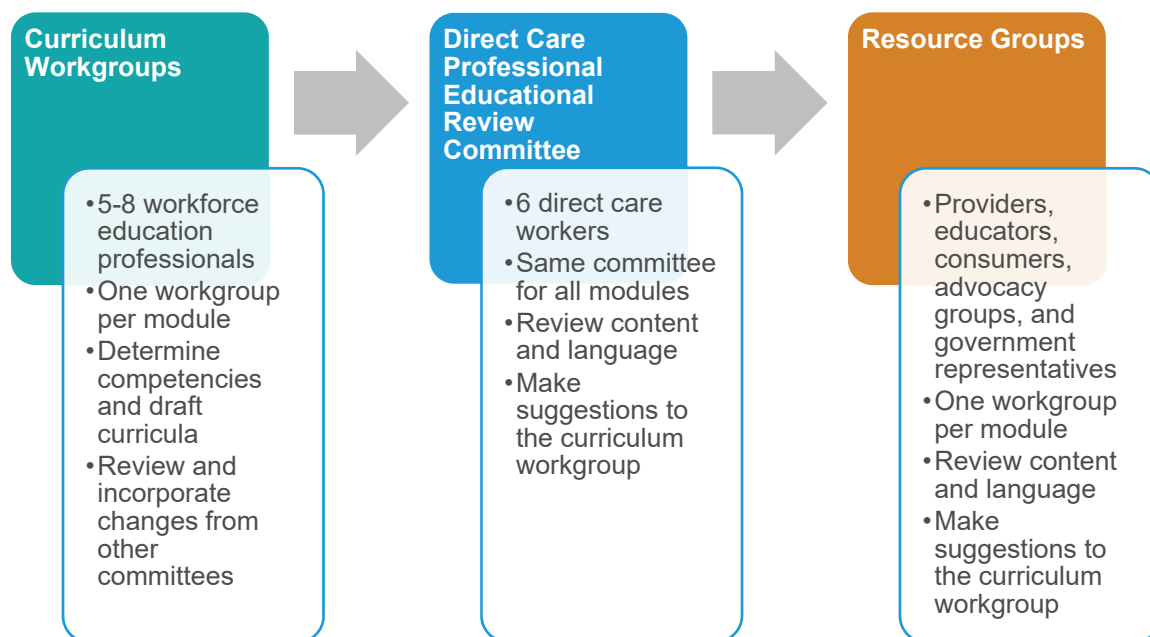 Curriculum
Workgroups
•5-8 workforce
education
professionals
•One workgroup
per module
•Determine
competencies
and draft
curricula
•Review and
incorporate
changes from
other
committees
Direct Care
Professional
Educational
Review
Committee
•6 direct care
workers
•Same committee
for all modules
•Review content
and language
•Make
suggestions to
the curriculum
workgroup
Resource Groups
•Providers,
educators,
consumers,
advocacy
groups, and
government
representatives
•One workgroup
per module
•Review content
and language
•Make
suggestions to
the curriculum
workgroup